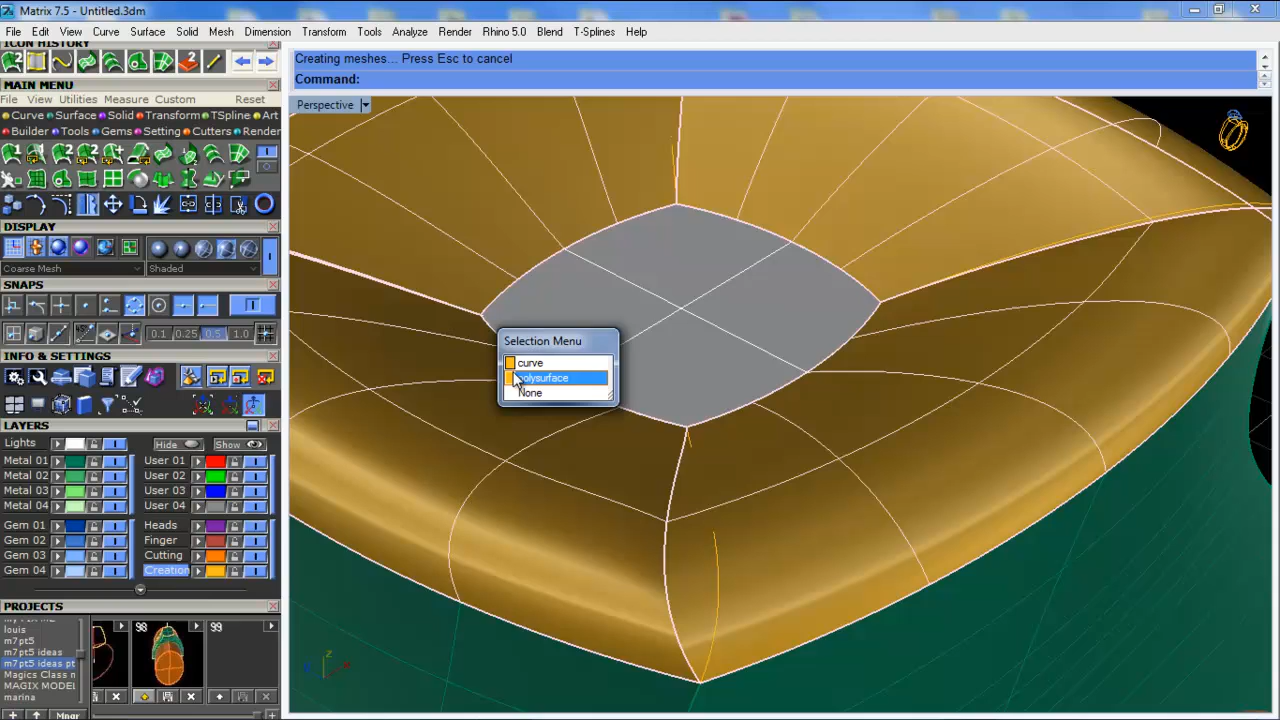 Matrix 7.5 - Untitled.3dm
File Edit View Curve Surface Solid Mesh Dimension Transform Tools Analyze Render Rhino 5.0 Blend T-Splines Help
ICON HISTORY
Creating meshes... Press Esc to cancel
Command:
MAIN MENU
File View Utilities Measure Custom Reset
Curve Surface Solid Transform TSpline Art
Builder Tools Gems Setting Cutters Render
Perspective
DISPLAY
Coarse Mesh Shaded
SNAPS
0.1 0.25 0.5 1.0
INFO & SETTINGS
Selection Menu
curve
polysurface
None
LAYERS
Lights Hide Show
Metal 01 User 01
Metal 02 User 02
Metal 03 User 03
Metal 04 User 04
Gem 01 Heads
Gem 02 Finger
Gem 03 Cutting
Gem 04 Creation
PROJECTS
louis
m7pt5
m7pt5 ideas
m7pt5 ideas pt
Magics Class n
MAGIX MODEL
marina
98 99
Mngr
z